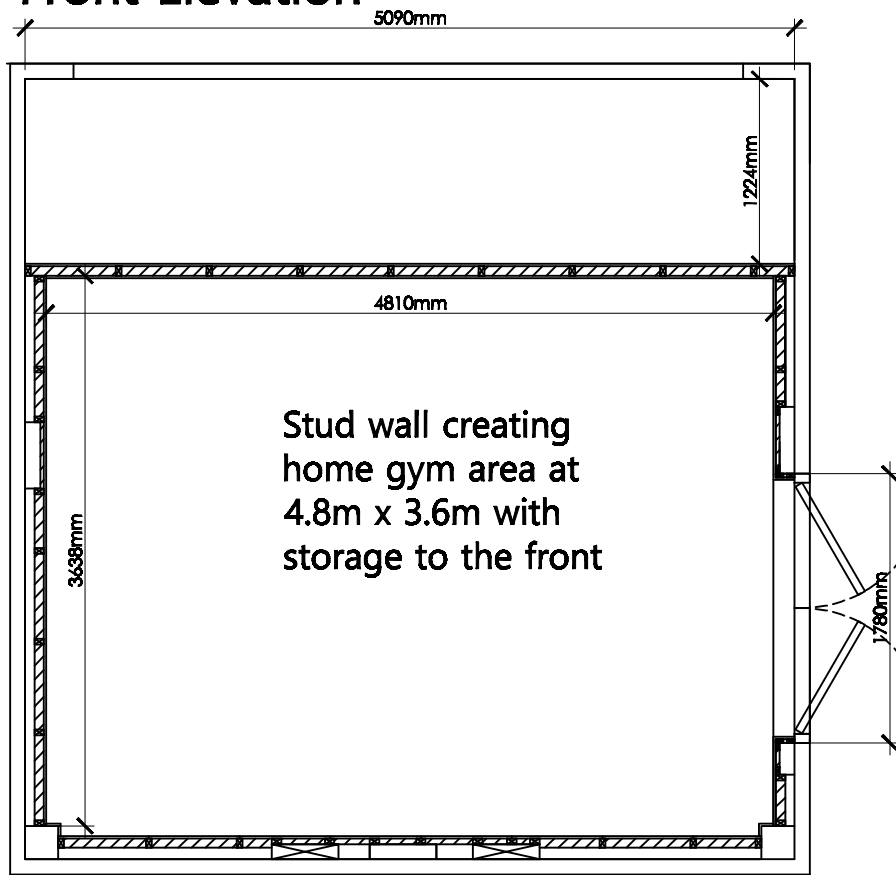 Front Elevation
5090mm
1224mm
4810mm
Stud wall creating
home gym area at
4.8m x 3.6m with
storage to the front
3638mm
1780mm